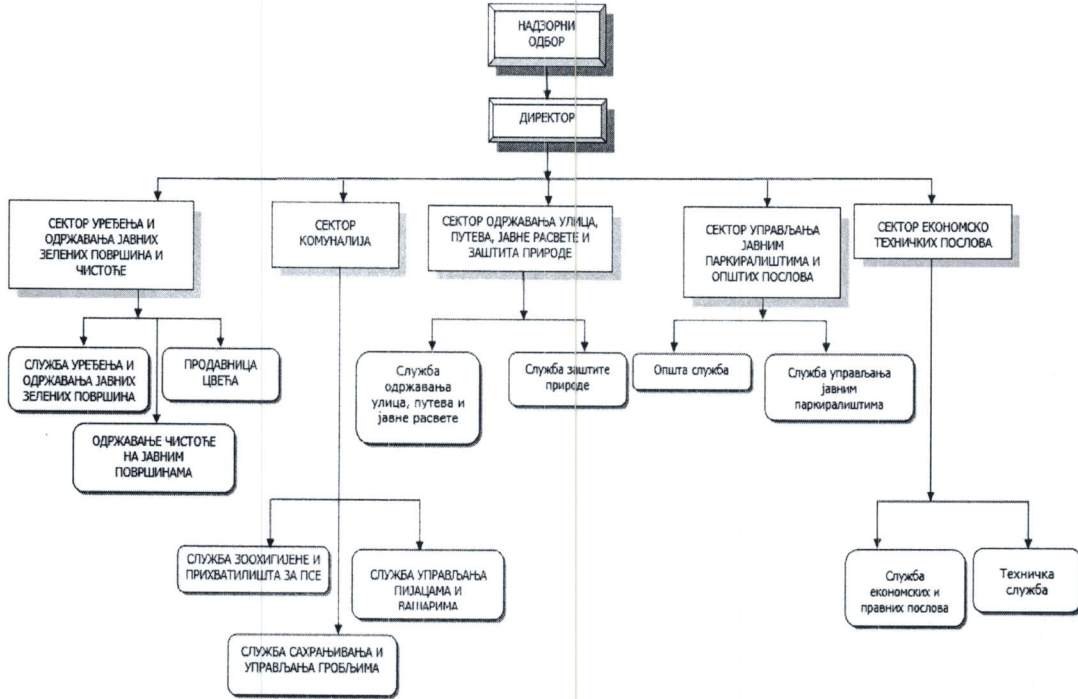 НАДЗОРНИ
ОДБОР
ДИРЕКТОР
СЕКТОР УРЕЂЕЊА И
ОДРЖАВАЊА ЈАВНИХ
ЗЕЛЕНИХ ПОВРШИНА И
ЧИСТОЋЕ
СЕКТОР
КОМУНАЛИЈА
СЕКТОР ОДРЖАВАЊА УЛИЦА,
ПУТЕВА, ЈАВНЕ РАСВЕТЕ И
ЗАШТИТА ПРИРОДЕ
СЕКТОР УПРАВЉАЊА
ЈАВНИМ
ПАРКИРАЛИШТИМА И
ОПШТИХ ПОСЛОВА
СЕКТОР ЕКОНОМСКО
ТЕХНИЧКИХ ПОСЛОВА
СЛУЖБА УРЕЂЕЊА И
ОДРЖАВАЊА ЈАВНИХ
ЗЕЛЕНИХ ПОВРШИНА
ПРОДАВНИЦА
ЦВЕЋА
ОДРЖАВАЊЕ ЧИСТОЋЕ
НА ЈАВНИМ
ПОВРШИНАМА
Служба
одржавања
улица, путева и
јавне расвете
Служба заштите
природе
Општа служба
Служба управљања
јавним
паркиралиштима
СЛУЖБА ЗООХИГИЈЕНЕ И
ПРИХВАТИЛИШТА ЗА ПСЕ
СЛУЖБА УПРАВЉАЊА
ПИЈАЦАМА И
ВАШАРИМА
СЛУЖБА САХРАЊИВАЊА И
УПРАВЉАЊА ГРОБЉИМА
Служба
економских и
правних послова
Техничка
служба